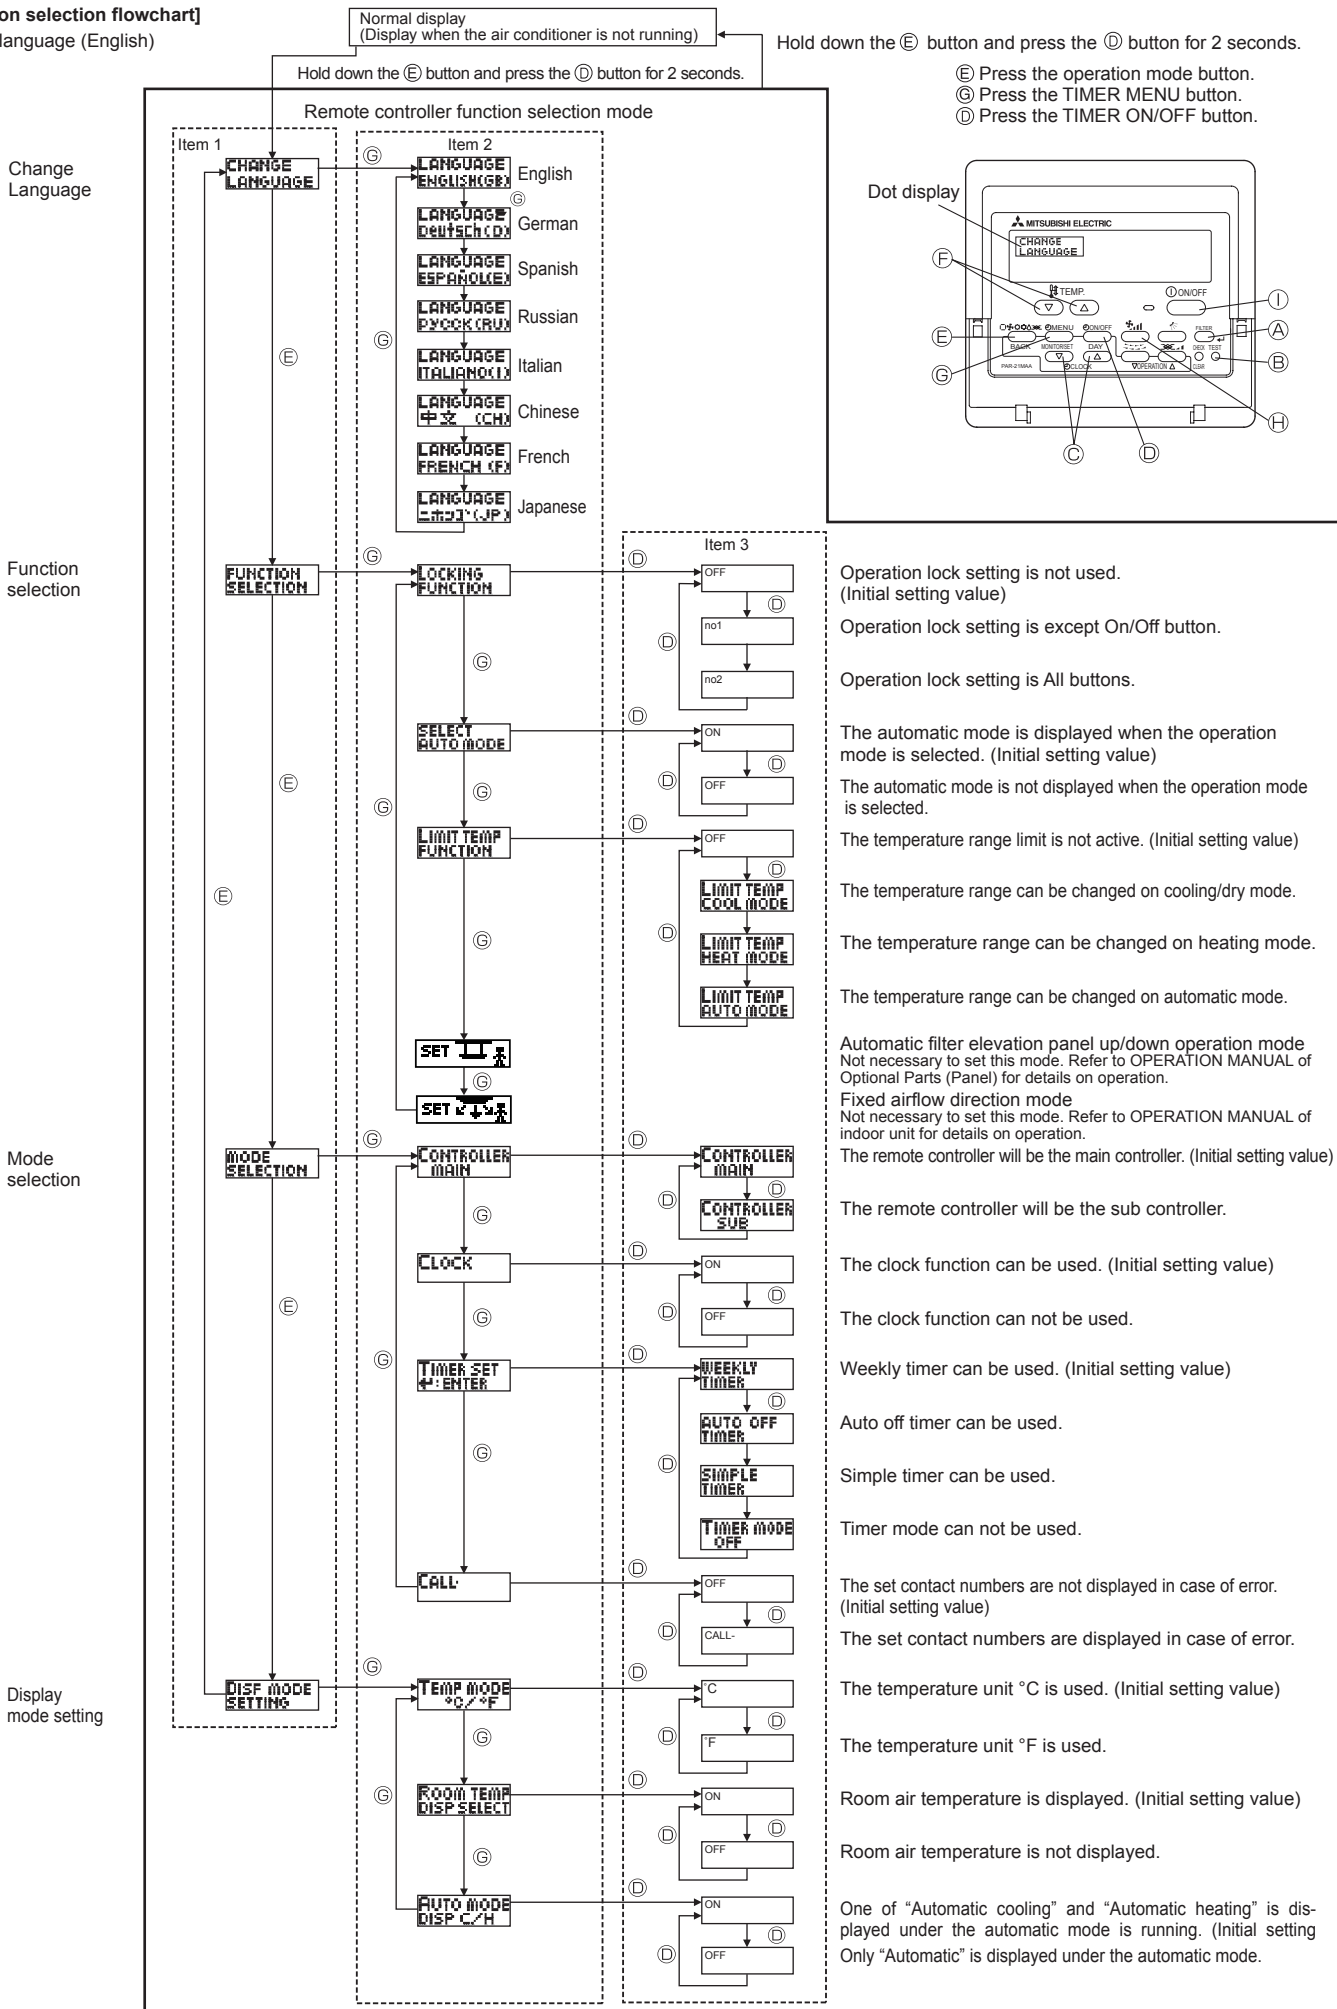 on selection flowchart]
language (English)
Normal display
(Display when the air conditioner is not running)
Hold down the Ⓔ button and press the Ⓓ button for 2 seconds.
Hold down the Ⓔ button and press the Ⓓ button for 2 seconds.
Ⓔ Press the operation mode button.
Ⓖ Press the TIMER MENU button.
Ⓓ Press the TIMER ON/OFF button.
Remote controller function selection mode
Item 1
Item 2
Change
Language
CHANGE
LANGUAGE
Ⓖ
LANGUAGE
ENGLISH(GB)
English
Ⓖ
LANGUAGE
Deutsch(D)
German
LANGUAGE
ESPAÑOL(E)
Spanish
LANGUAGE
РУССК(RU)
Russian
Ⓖ
Ⓔ
LANGUAGE
ITALIANO(I)
Italian
LANGUAGE
中文 (CH)
Chinese
LANGUAGE
FRENCH (F)
French
LANGUAGE
ニホンゴ(JP)
Japanese
Dot display
MITSUBISHI ELECTRIC
CHANGE
LANGUAGE
Ⓕ
TEMP.
ON/OFF
Ⓘ
Ⓔ
MENU
ON/OFF
FILTER
Ⓐ
BACK
MONITOR/SET
DAY
CHECK TEST
Ⓑ
Ⓖ
PAR-21MAA
CLOCK
OPERATION
CLEAR
Ⓗ
Ⓒ
Ⓓ
Item 3
Function
selection
FUNCTION
SELECTION
Ⓖ
LOCKING
FUNCTION
Ⓓ
OFF
Operation lock setting is not used.
(Initial setting value)
Ⓓ
Ⓓ
no1
Operation lock setting is except On/Off button.
Ⓖ
no2
Operation lock setting is All buttons.
SELECT
AUTO MODE
Ⓓ
ON
The automatic mode is displayed when the operation
mode is selected. (Initial setting value)
Ⓓ
Ⓓ
Ⓔ
Ⓖ
Ⓖ
OFF
The automatic mode is not displayed when the operation mode
is selected.
LIMIT TEMP
FUNCTION
Ⓓ
OFF
The temperature range limit is not active. (Initial setting value)
Ⓓ
Ⓔ
LIMIT TEMP
COOL MODE
The temperature range can be changed on cooling/dry mode.
Ⓖ
Ⓓ
LIMIT TEMP
HEAT MODE
The temperature range can be changed on heating mode.
LIMIT TEMP
AUTO MODE
The temperature range can be changed on automatic mode.
SET
Automatic filter elevation panel up/down operation mode
Not necessary to set this mode. Refer to OPERATION MANUAL of
Optional Parts (Panel) for details on operation.
Ⓖ
SET
Fixed airflow direction mode
Not necessary to set this mode. Refer to OPERATION MANUAL of
indoor unit for details on operation.
Mode
selection
MODE
SELECTION
Ⓖ
CONTROLLER
MAIN
Ⓓ
CONTROLLER
MAIN
The remote controller will be the main controller. (Initial setting value)
Ⓓ
Ⓓ
Ⓖ
CONTROLLER
SUB
The remote controller will be the sub controller.
CLOCK
Ⓓ
ON
The clock function can be used. (Initial setting value)
Ⓓ
Ⓓ
Ⓔ
Ⓖ
OFF
The clock function can not be used.
Ⓖ
TIMER SET
↵:ENTER
Ⓓ
WEEKLY
TIMER
Weekly timer can be used. (Initial setting value)
Ⓓ
AUTO OFF
TIMER
Auto off timer can be used.
Ⓖ
Ⓓ
SIMPLE
TIMER
Simple timer can be used.
TIMER MODE
OFF
Timer mode can not be used.
CALL-
Ⓓ
OFF
The set contact numbers are not displayed in case of error.
(Initial setting value)
Ⓓ
Ⓓ
CALL-
The set contact numbers are displayed in case of error.
Display
mode setting
DISP MODE
SETTING
Ⓖ
TEMP MODE
°C/°F
Ⓓ
°C
The temperature unit °C is used. (Initial setting value)
Ⓓ
Ⓓ
Ⓖ
°F
The temperature unit °F is used.
Ⓖ
ROOM TEMP
DISP SELECT
Ⓓ
ON
Room air temperature is displayed. (Initial setting value)
Ⓓ
Ⓓ
Ⓖ
OFF
Room air temperature is not displayed.
AUTO MODE
DISP C/H
Ⓓ
ON
One of “Automatic cooling” and “Automatic heating” is dis-
played under the automatic mode is running. (Initial setting
Ⓓ
Ⓓ
OFF
Only “Automatic” is displayed under the automatic mode.